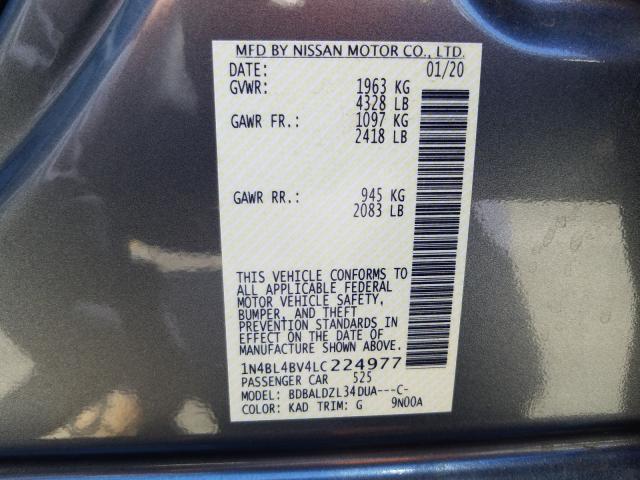 MFD BY NISSAN MOTOR CO., LTD.
DATE: 01/20
GVWR: 1963 KG
4328 LB
GAWR FR.: 1097 KG
2418 LB
GAWR RR.: 945 KG
2083 LB
THIS VEHICLE CONFORMS TO
ALL APPLICABLE FEDERAL
MOTOR VEHICLE SAFETY,
BUMPER, AND THEFT
PREVENTION STANDARDS IN
EFFECT ON THE DATE OF
MANUFACTURE SHOWN ABOVE.
1N4BL4BV4LC224977
PASSENGER CAR 525
MODEL: BDBALDZL34DUA---C-
COLOR: KAD TRIM: G 9N00A